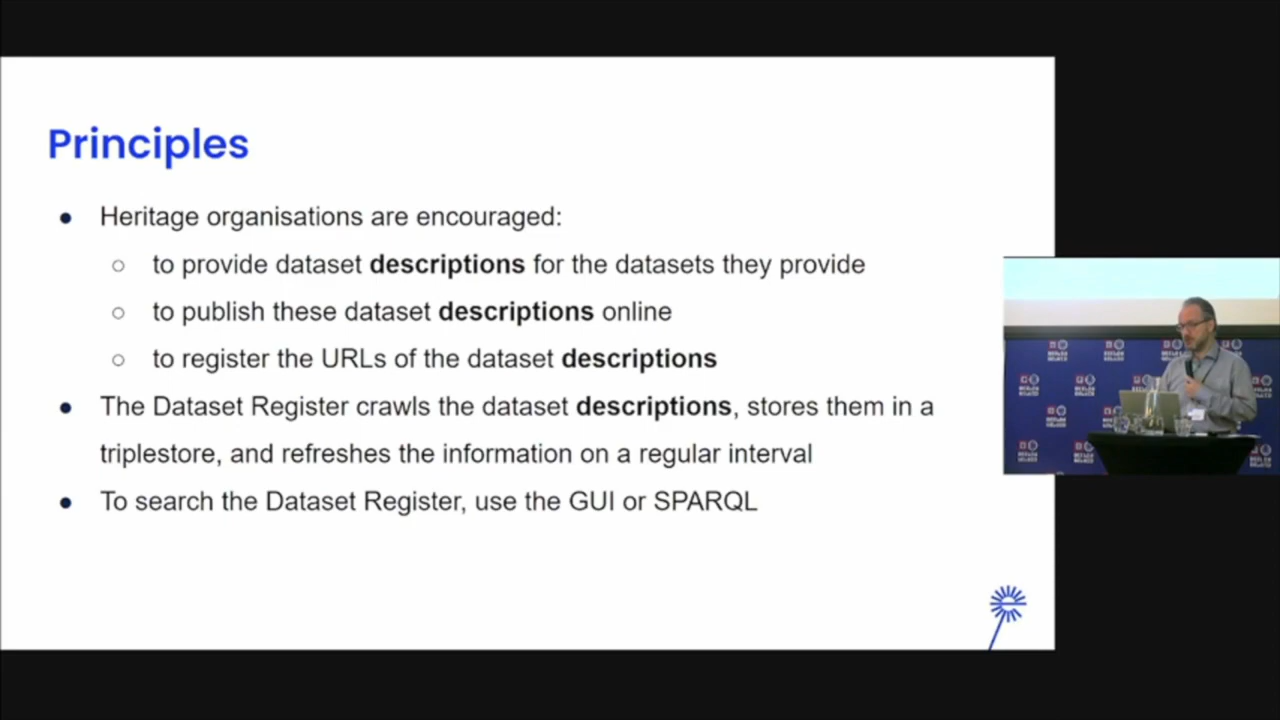 Principles
● Heritage organisations are encouraged:
○ to provide dataset descriptions for the datasets they provide
○ to publish these dataset descriptions online
○ to register the URLs of the dataset descriptions
● The Dataset Register crawls the dataset descriptions, stores them in a
triplestore, and refreshes the information on a regular interval
● To search the Dataset Register, use the GUI or SPARQL